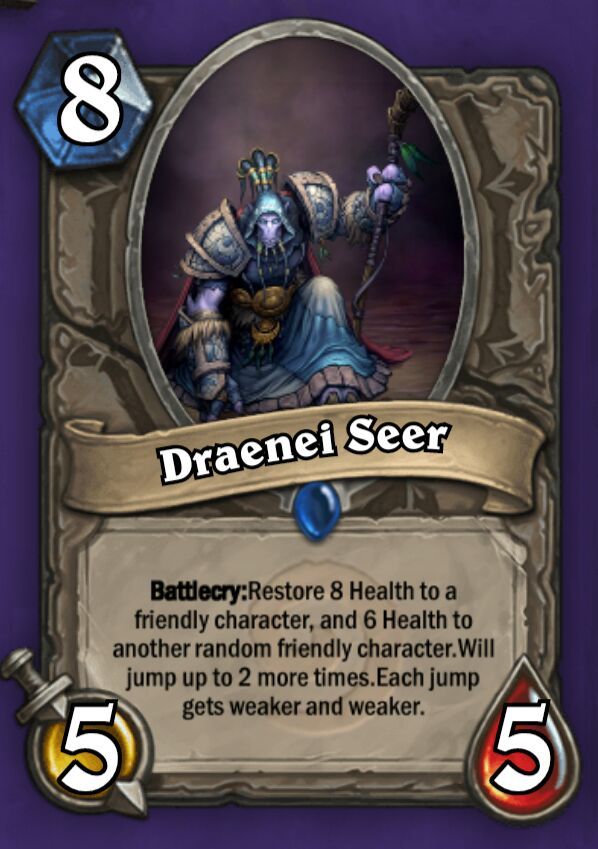 8
Draenei Seer
Battlecry:Restore 8 Health to a
friendly character, and 6 Health to
another random friendly character.Will
jump up to 2 more times.Each jump
gets weaker and weaker.
5
5